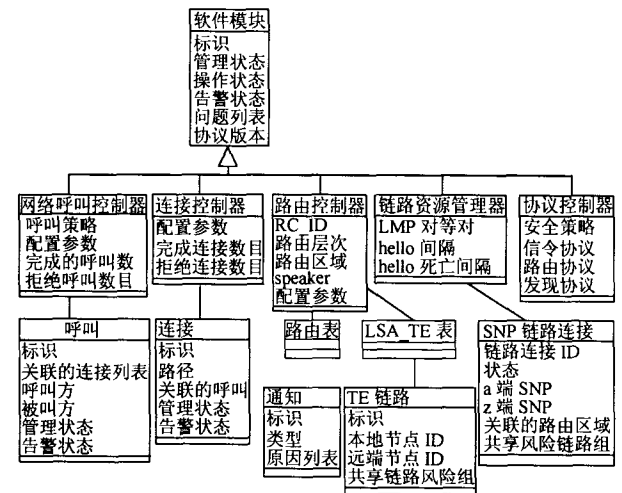 软件模块
标识
管理状态
操作状态
告警状态
问题列表
协议版本
网络呼叫控制器
呼叫策略
配置参数
完成的呼叫数
拒绝呼叫数目
连接控制器
配置参数
完成连接数目
拒绝连接数目
路由控制器
RC_ID
路由层次
路由区域
speaker
配置参数
链路资源管理器
LMP 对等对
hello 间隔
hello 死亡间隔
协议控制器
安全策略
信令协议
路由协议
发现协议
呼叫
标识
关联的连接列表
呼叫方
被叫方
管理状态
告警状态
连接
标识
路径
关联的呼叫
管理状态
告警状态
路由表
LSA_TE 表
通知
标识
类型
原因列表
TE 链路
标识
本地节点 ID
远端节点 ID
共享链路风险组
SNP 链路连接
链路连接 ID
状态
a 端 SNP
z 端 SNP
关联的路由区域
共享风险链路组